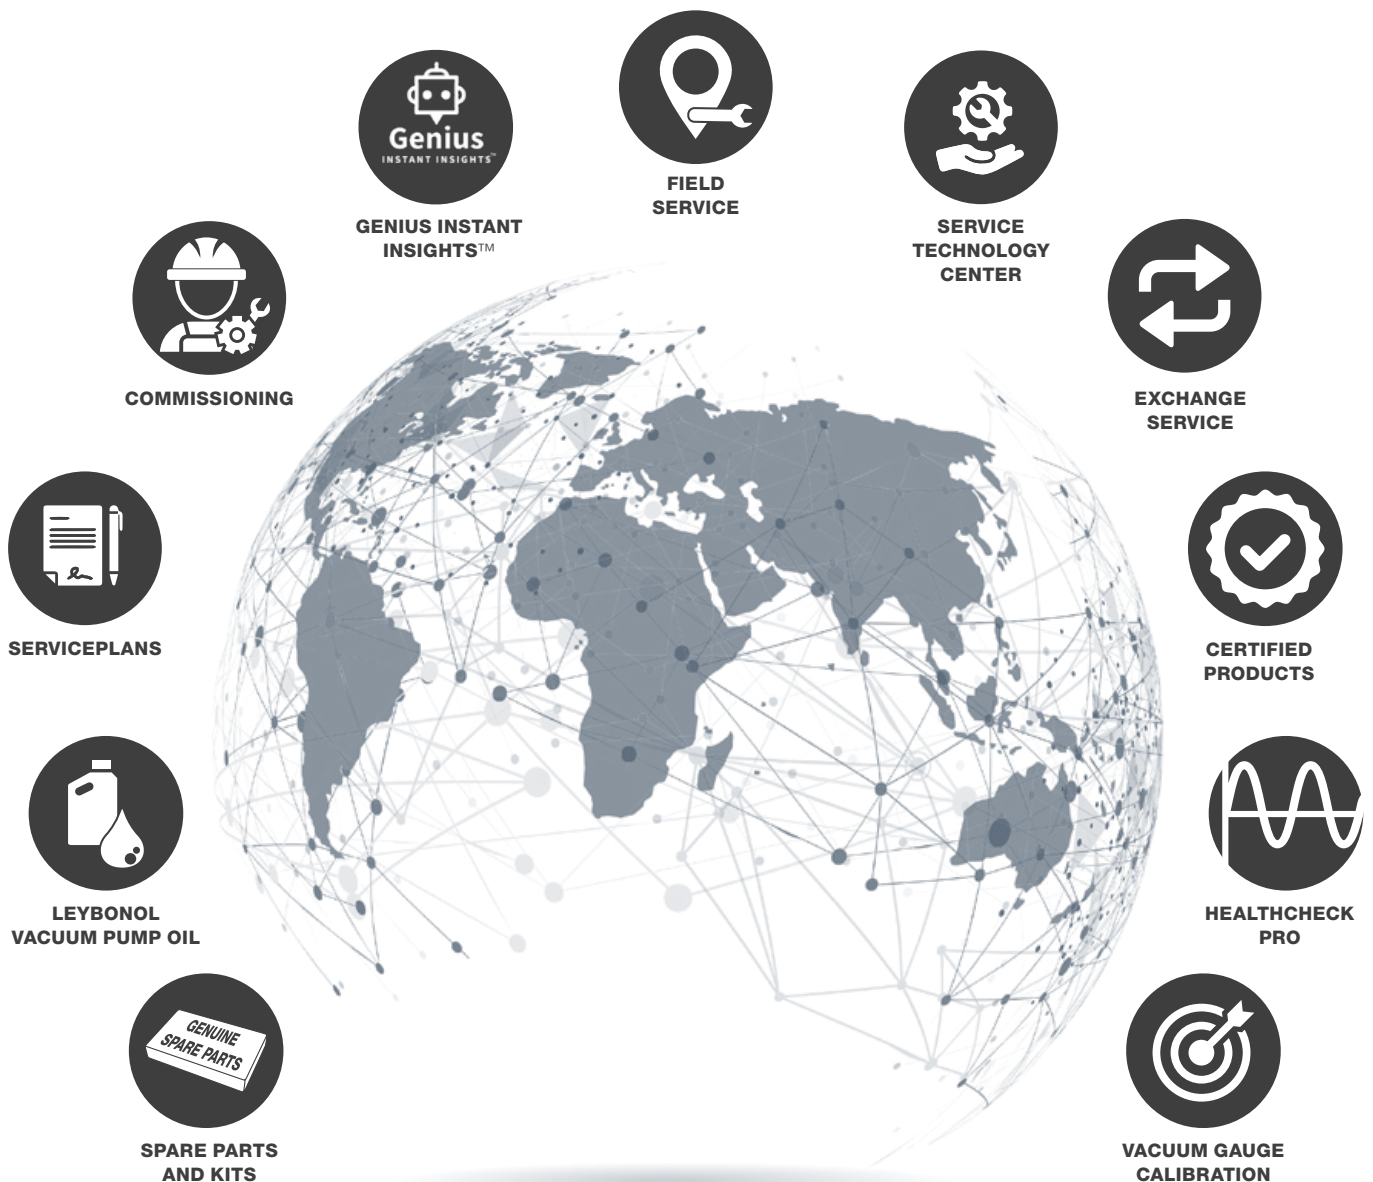 Genius
INSTANT INSIGHTS™
GENIUS INSTANT
INSIGHTS™
FIELD
SERVICE
SERVICE
TECHNOLOGY
CENTER
COMMISSIONING
EXCHANGE
SERVICE
SERVICEPLANS
CERTIFIED
PRODUCTS
LEYBONOL
VACUUM PUMP OIL
HEALTHCHECK
PRO
GENUINE
SPARE PARTS
SPARE PARTS
AND KITS
VACUUM GAUGE
CALIBRATION